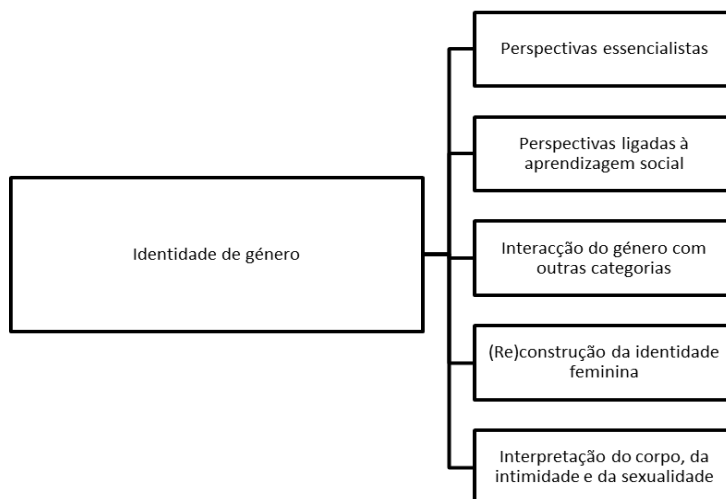 Identidade de género
Perspectivas essencialistas
Perspectivas ligadas à
aprendizagem social
Interacção do género com
outras categorias
(Re)construção da identidade
feminina
Interpretação do corpo, da
intimidade e da sexualidade